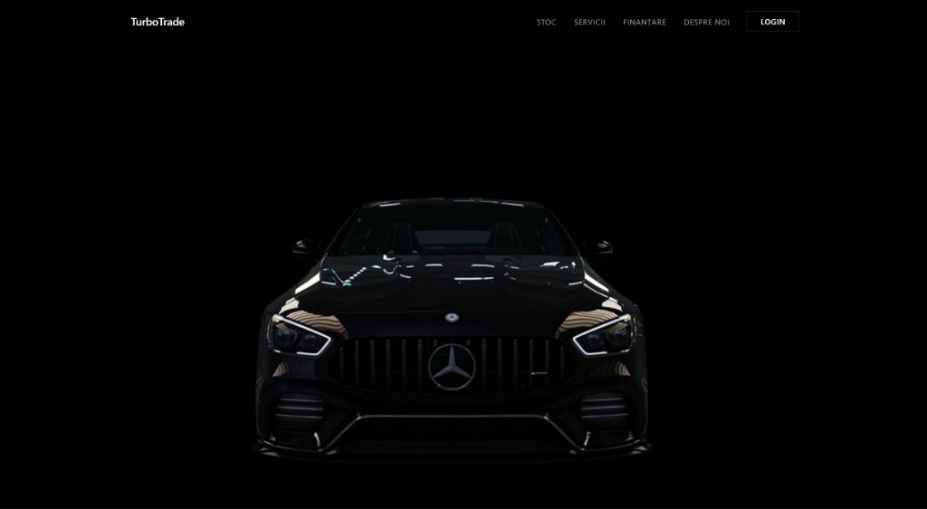 TurboTrade
STOC SERVICII FINANȚARE DESPRE NOI LOGIN